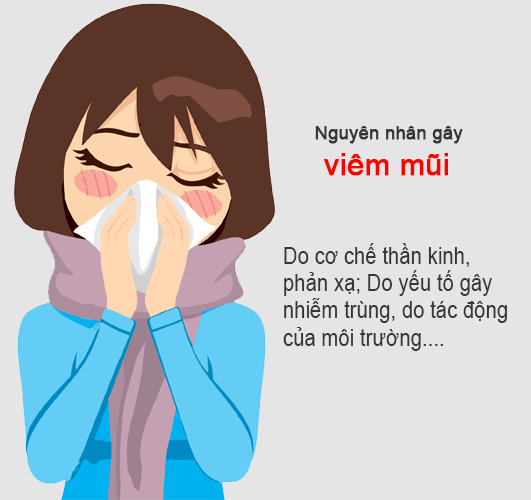 Nguyên nhân gây
viêm mũi
Do cơ chế thần kinh,
phản xạ; Do yếu tố gây
nhiễm trùng, do tác động
của môi trường....